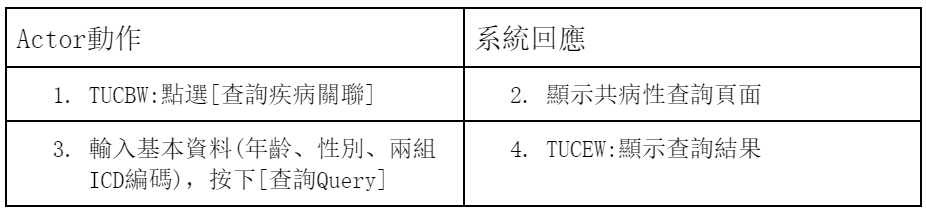 Actor動作
系統回應
1. TUCBW:點選[查詢疾病關聯]
2. 顯示共病性查詢頁面
3. 輸入基本資料(年齡、性別、兩組
ICD編碼)，按下[查詢Query]
4. TUCEW:顯示查詢結果